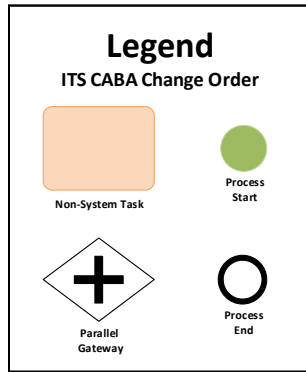 Legend
ITS CABA Change Order
Non-System Task
Process
Start
Parallel
Gateway
Process
End